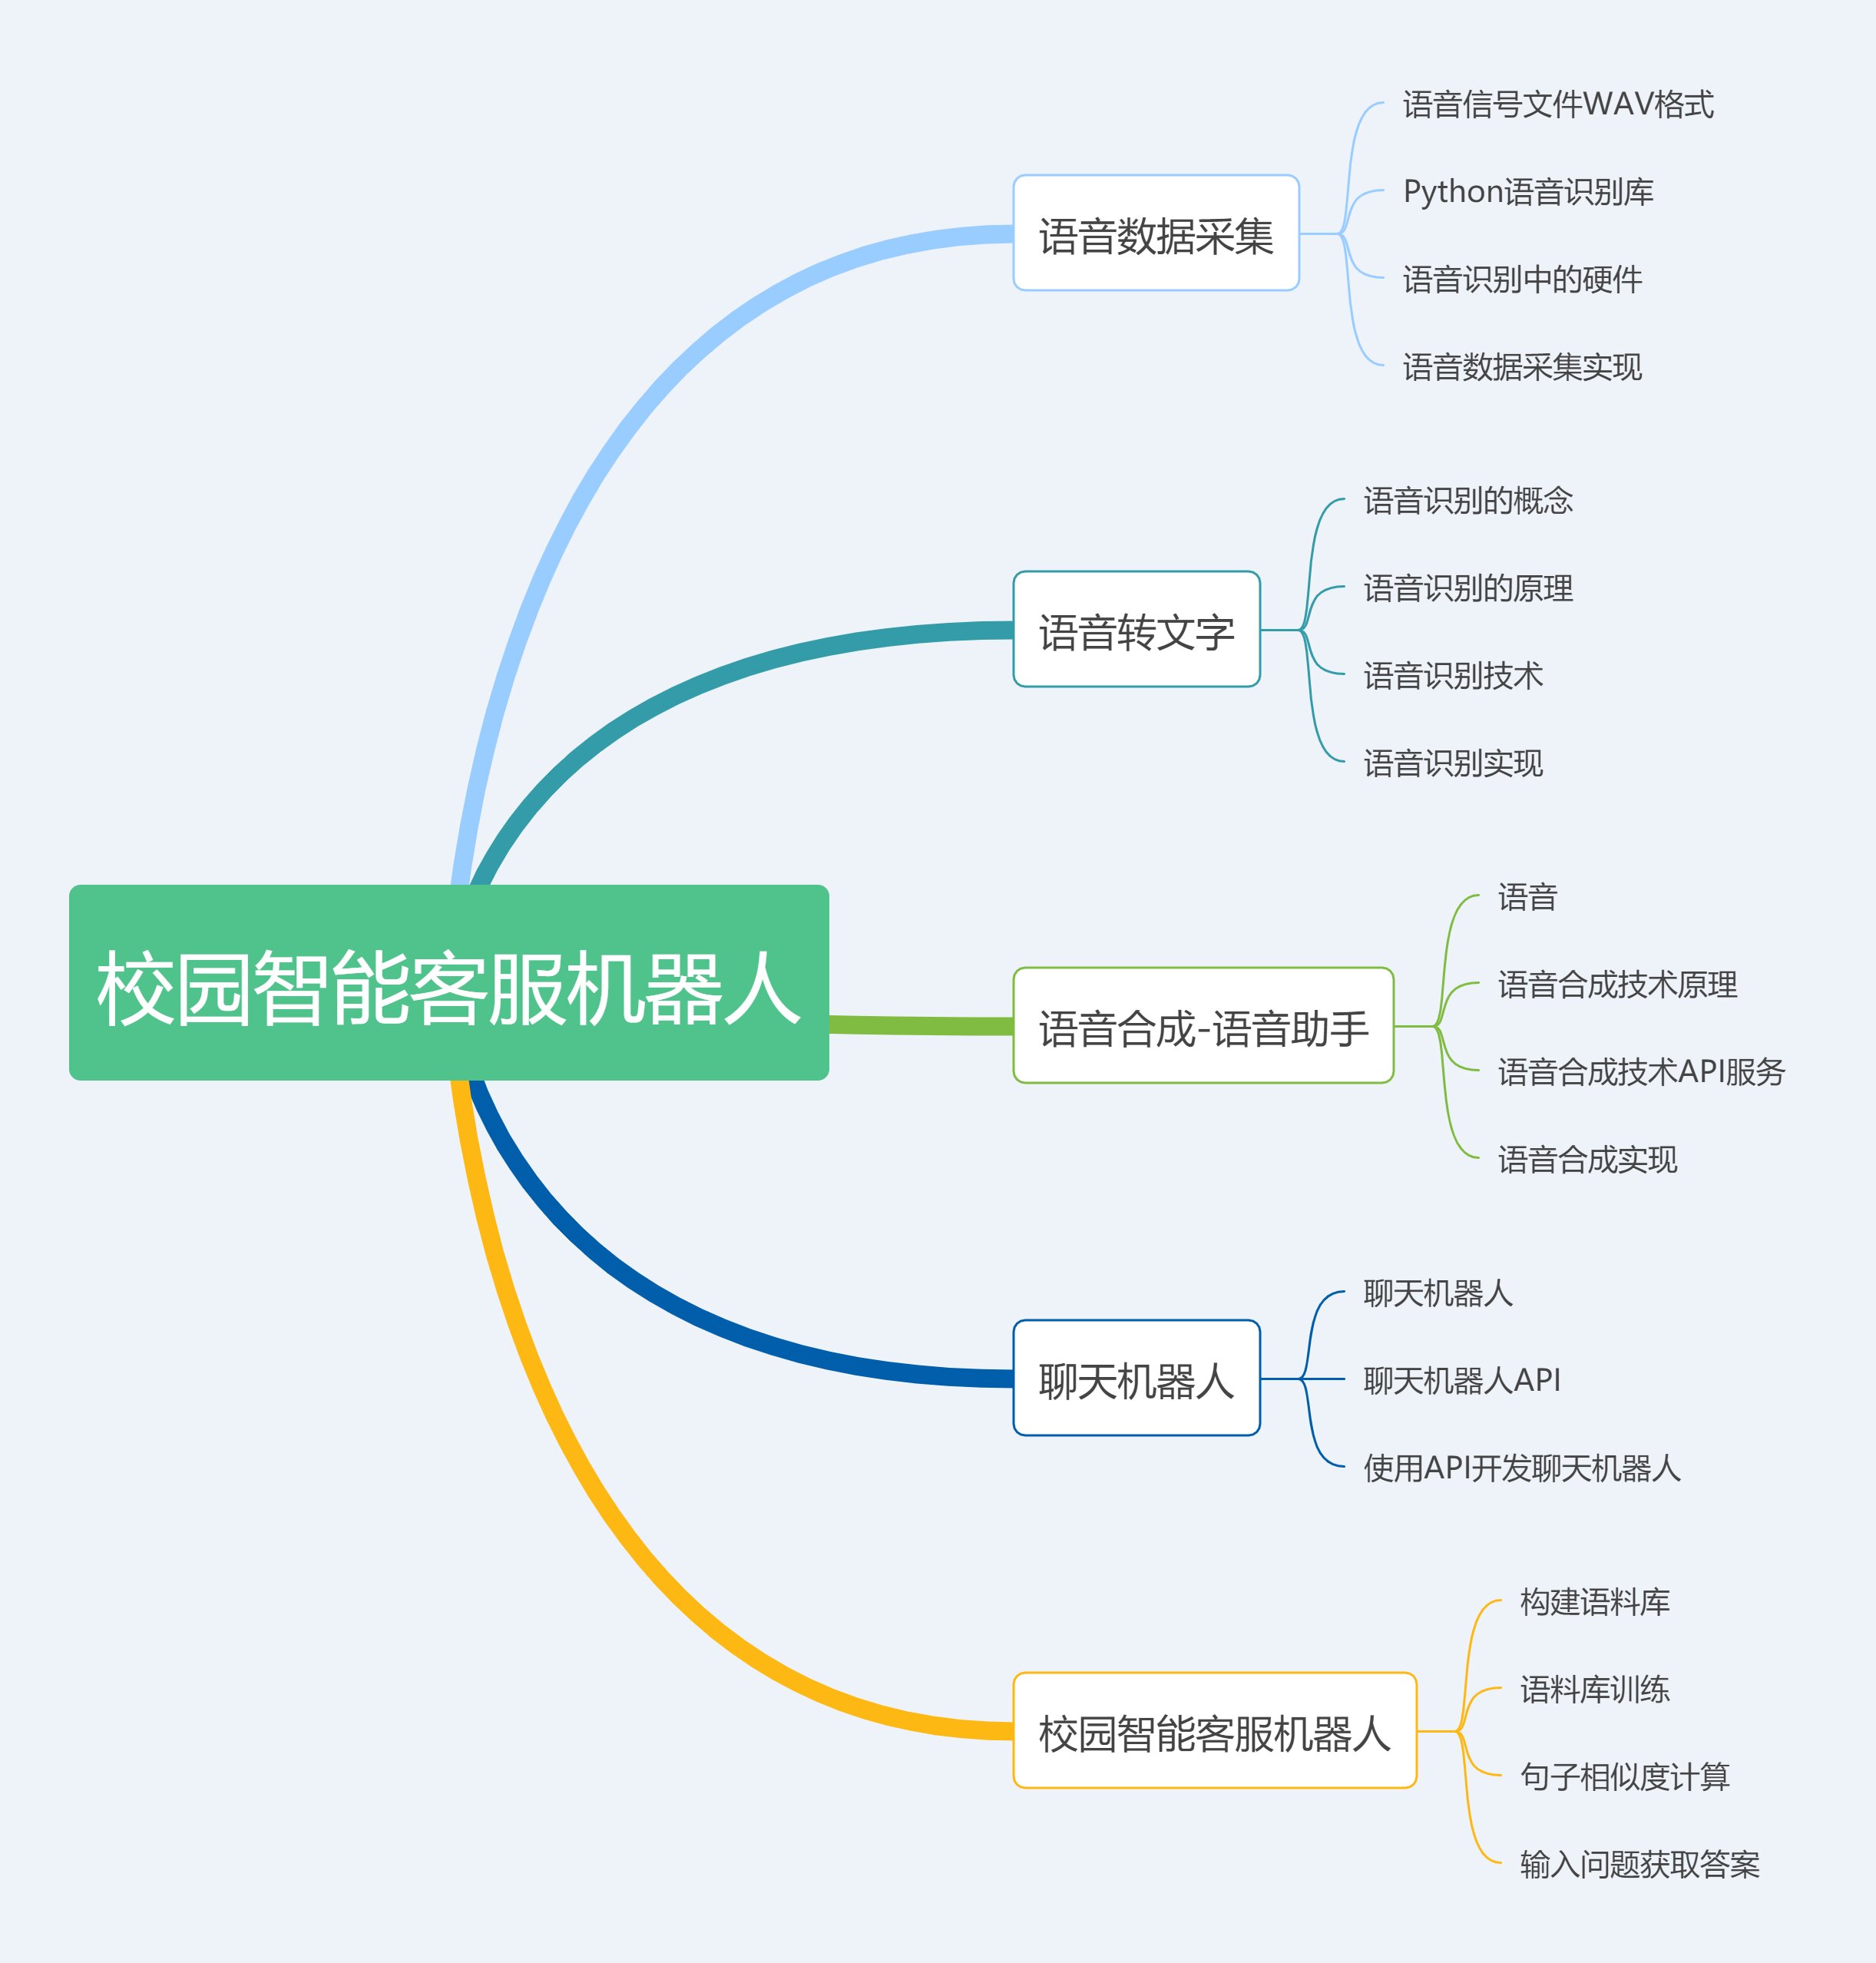 校园智能客服机器人
语音数据采集
语音信号文件WAV格式
Python语音识别库
语音识别中的硬件
语音数据采集实现
语音转文字
语音识别的概念
语音识别的原理
语音识别技术
语音识别实现
语音合成-语音助手
语音
语音合成技术原理
语音合成技术API服务
语音合成实现
聊天机器人
聊天机器人
聊天机器人API
使用API开发聊天机器人
校园智能客服机器人
构建语料库
语料库训练
句子相似度计算
输入问题获取答案